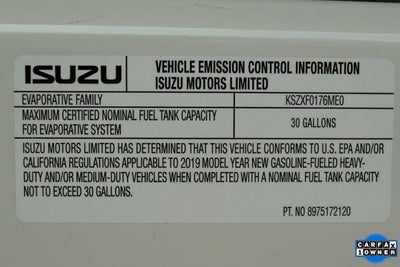 ISUZU
VEHICLE EMISSION CONTROL INFORMATION
ISUZU MOTORS LIMITED
EVAPORATIVE FAMILY
KSZXF0176ME0
MAXIMUM CERTIFIED NOMINAL FUEL TANK CAPACITY
FOR EVAPORATIVE SYSTEM
30 GALLONS
ISUZU MOTORS LIMITED HAS DETERMINED THAT THIS VEHICLE CONFORMS TO U.S. EPA AND/OR
CALIFORNIA REGULATIONS APPLICABLE TO 2019 MODEL YEAR NEW GASOLINE-FUELED HEAVY-
DUTY AND/OR MEDIUM-DUTY VEHICLES WHEN COMPLETED WITH A NOMINAL FUEL TANK CAPACITY
NOT TO EXCEED 30 GALLONS.
PT. NO 8975172120
CARFAX
1 OWNER